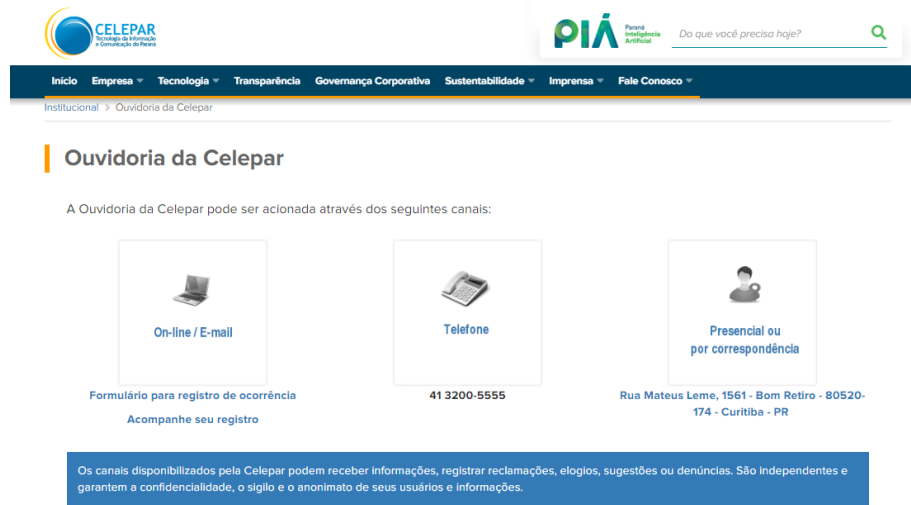 CELEPAR
Tecnologia da Informação
e Comunicação do Paraná
PIÁ
Paraná
Inteligência
Artificial
Do que você precisa hoje?
Início Empresa Tecnologia Transparência Governança Corporativa Sustentabilidade Imprensa Fale Conosco
Institucional > Ouvidoria da Celepar
Ouvidoria da Celepar
A Ouvidoria da Celepar pode ser acionada através dos seguintes canais:
On-line / E-mail
Formulário para registro de ocorrência
Acompanhe seu registro
Telefone
41 3200-5555
Presencial ou
por correspondência
Rua Mateus Leme, 1561 - Bom Retiro - 80520-
174 - Curitiba - PR
Os canais disponibilizados pela Celepar podem receber informações, registrar reclamações, elogios, sugestões ou denúncias. São independentes e
garantem a confidencialidade, o sigilo e o anonimato de seus usuários e informações.